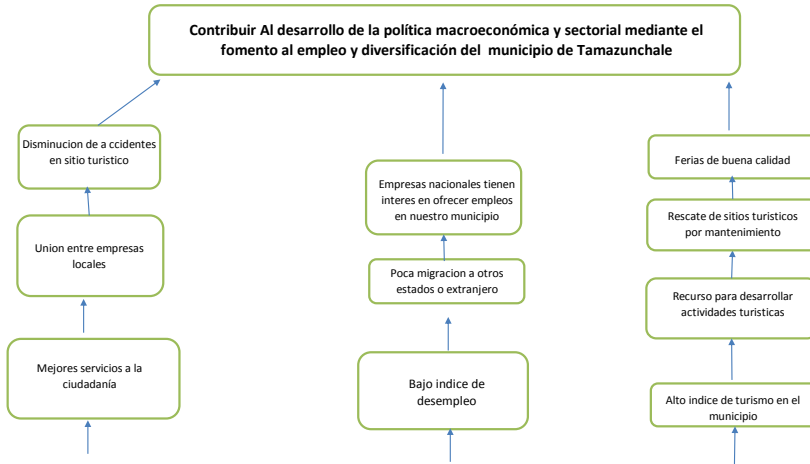 Contribuir Al desarrollo de la política macroeconómica y sectorial mediante el
fomento al empleo y diversificación del municipio de Tamazunchale
Disminucion de a ccidentes
en sitio turistico
Union entre empresas
locales
Mejores servicios a la
ciudadanía
Empresas nacionales tienen
interes en ofrecer empleos
en nuestro municipio
Poca migracion a otros
estados o extranjero
Bajo indice de
desempleo
Ferias de buena calidad
Rescate de sitios turisticos
por mantenimiento
Recurso para desarrollar
actividades turisticas
Alto indice de turismo en el
municipio